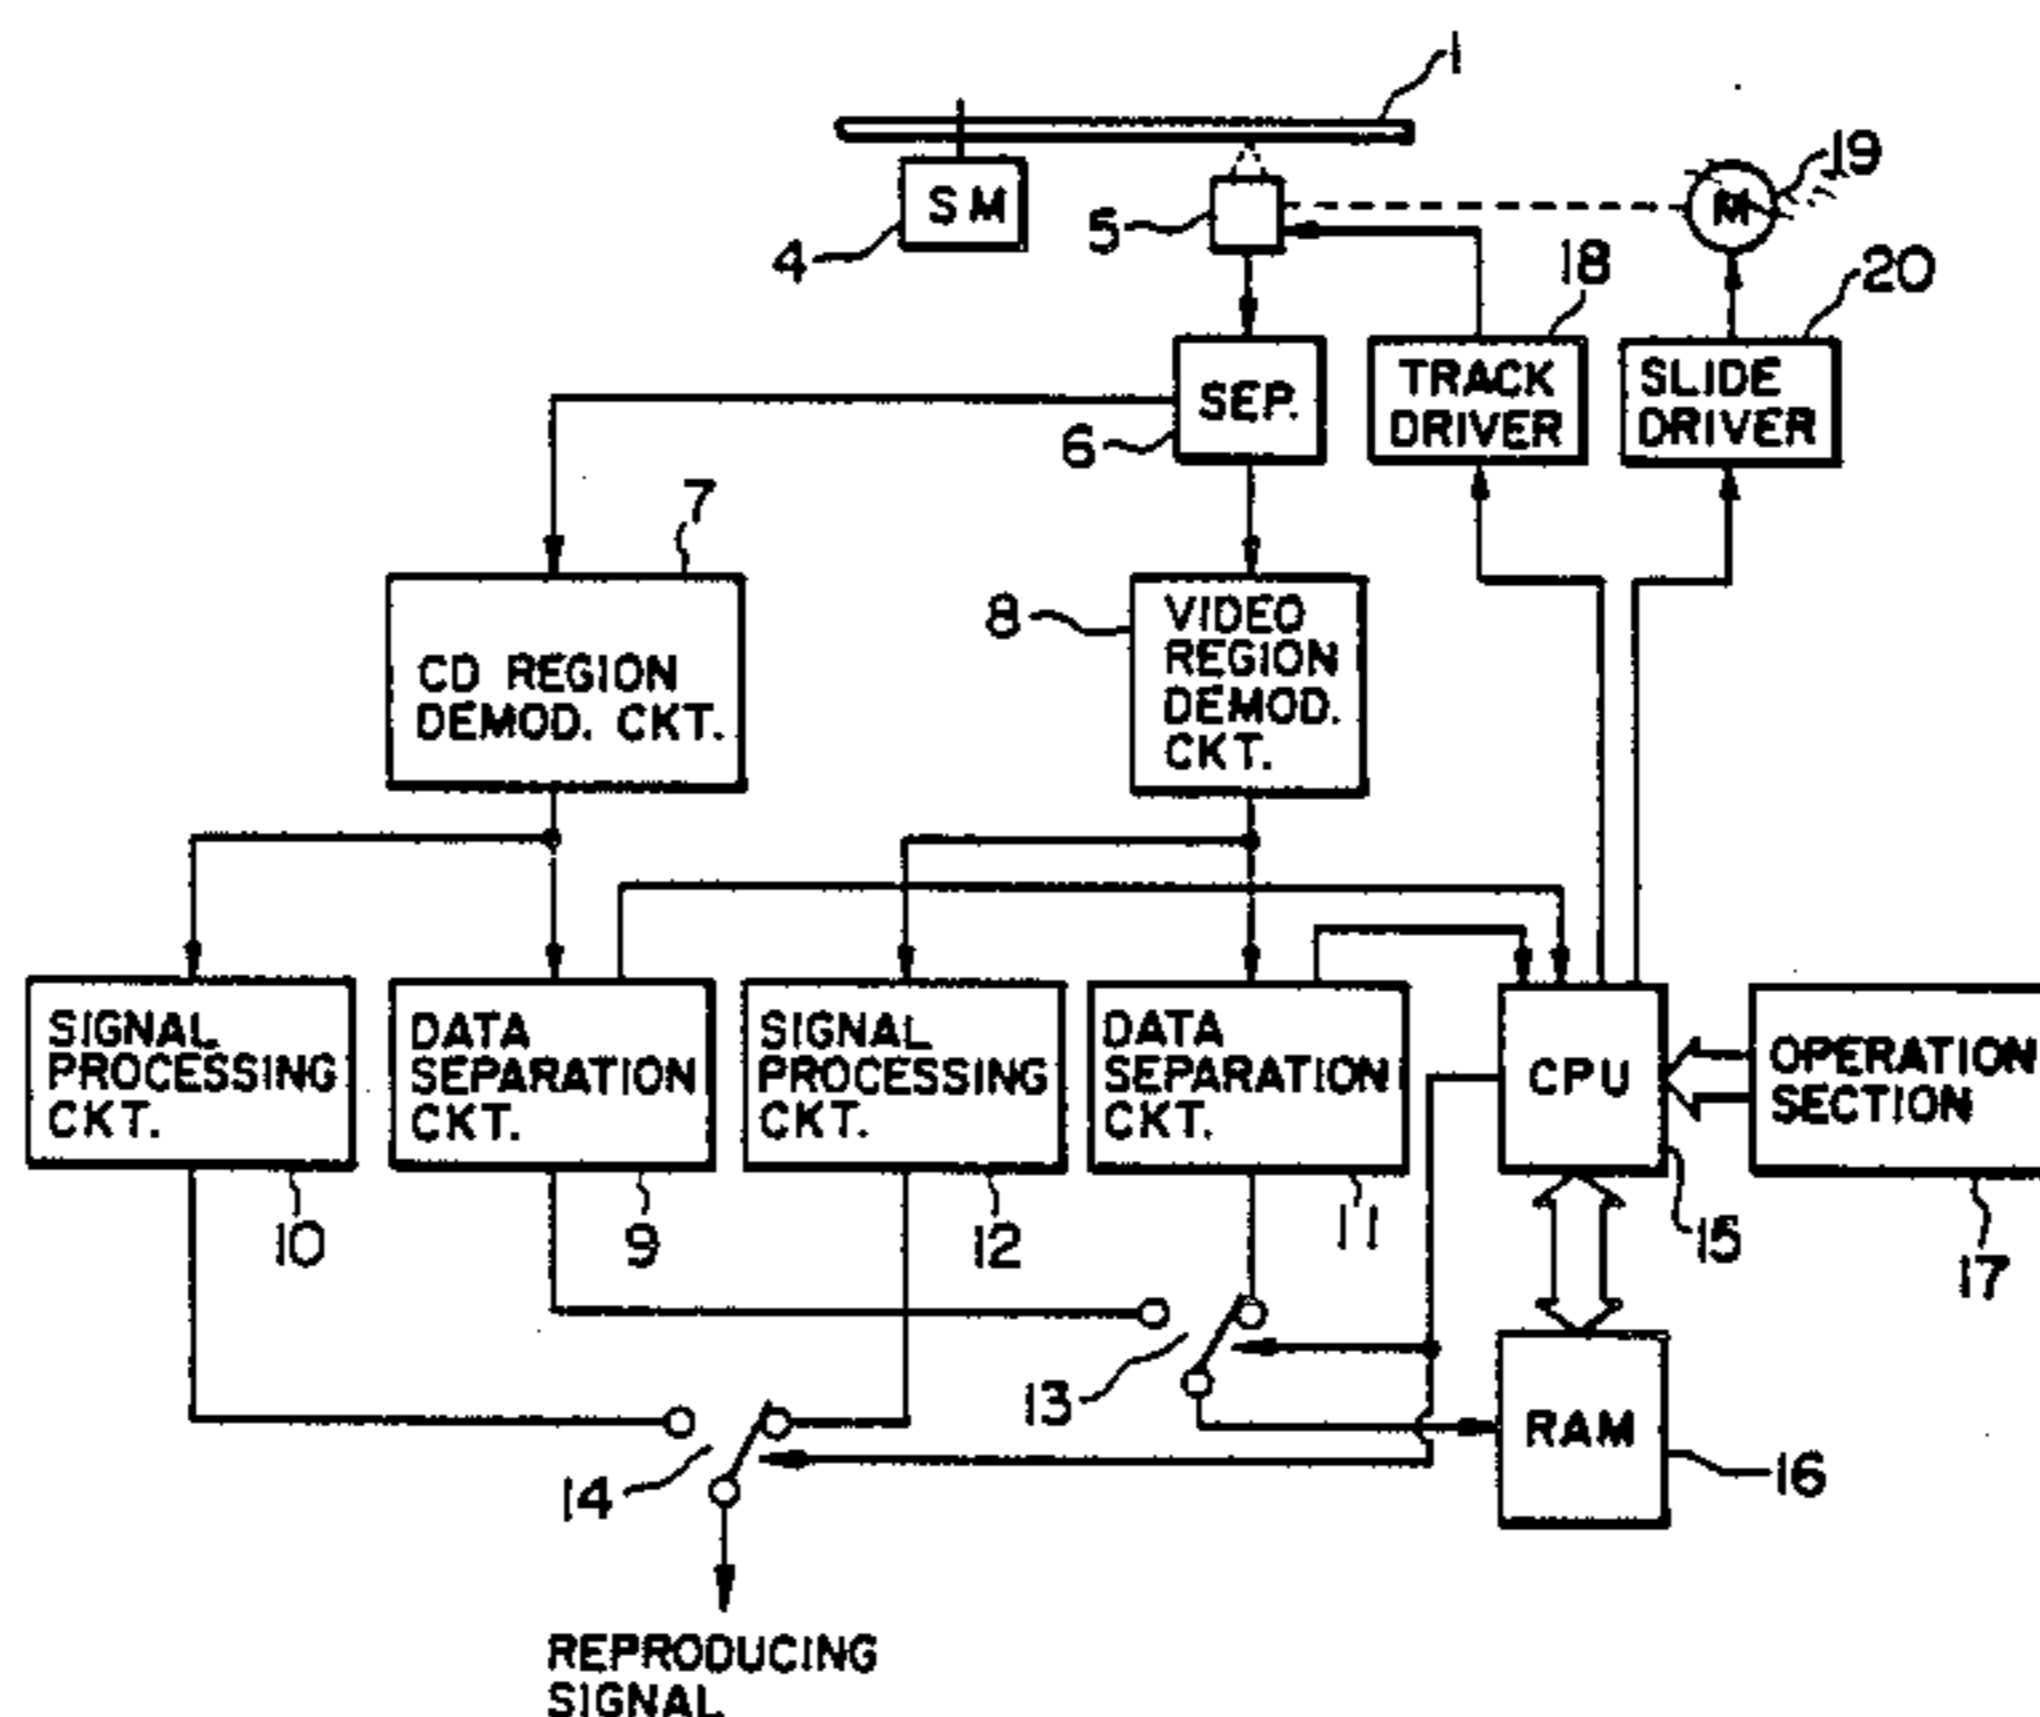 1
SM
4
5
M
19
18
20
SEP.
6
TRACK
DRIVER
SLIDE
DRIVER
7
CD REGION
DEMOD. CKT.
8
VIDEO
REGION
DEMOD.
CKT.
SIGNAL
PROCESSING
CKT.
DATA
SEPARATION
CKT.
SIGNAL
PROCESSING
CKT.
DATA
SEPARATION
CKT.
CPU
OPERATION
SECTION
10
9
12
11
15
17
13
14
RAM
16
REPRODUCING
SIGNAL